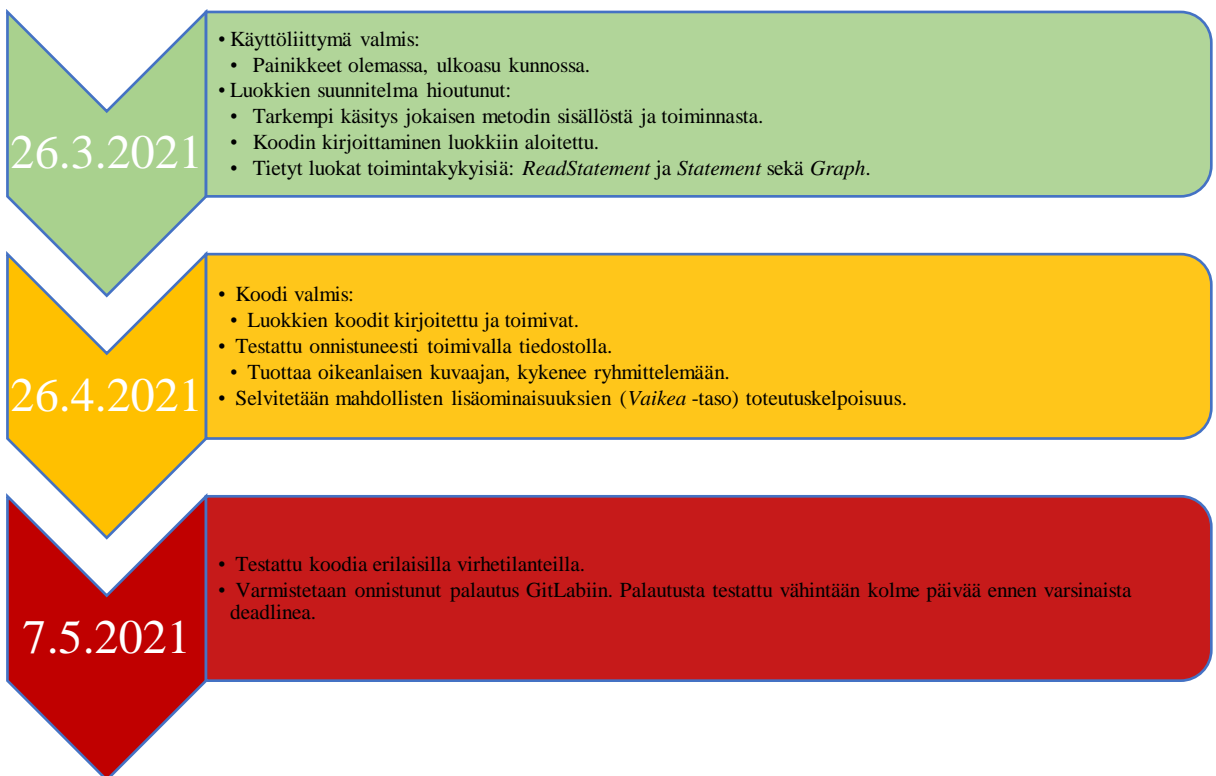 26.3.2021
• Käyttöliittymä valmis:
• Painikkeet olemassa, ulkoasu kunnossa.
• Luokkien suunnitelma hioutunut:
• Tarkempi käsitys jokaisen metodin sisällöstä ja toiminnasta.
• Koodin kirjoittaminen luokkiin aloitettu.
• Tietyt luokat toimintakykyisiä: ReadStatement ja Statement sekä Graph.
26.4.2021
• Koodi valmis:
• Luokkien koodit kirjoitettu ja toimivat.
• Testattu onnistuneesti toimivalla tiedostolla.
• Tuottaa oikeanlaisen kuvaajan, kykenee ryhmittelemään.
• Selvitetään mahdollisten lisäominaisuuksien (Vaikea -taso) toteutuskelpoisuus.
7.5.2021
• Testattu koodia erilaisilla virhetilanteilla.
• Varmistetaan onnistunut palautus GitLabiin. Palautusta testattu vähintään kolme päivää ennen varsinaista
deadlinea.